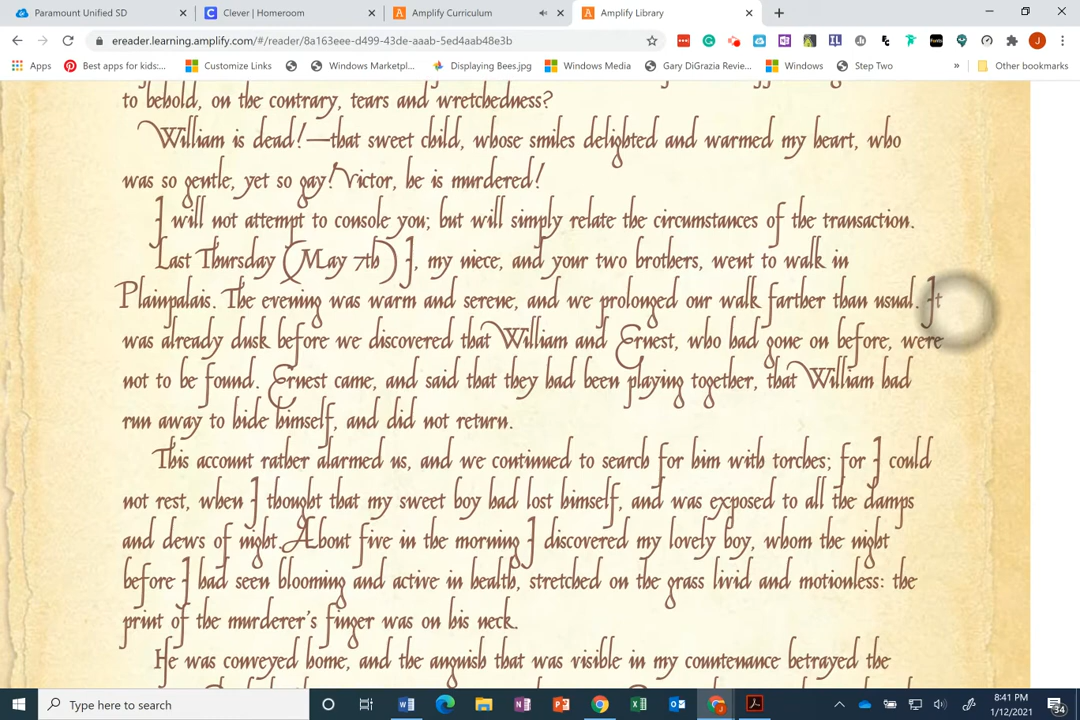 Paramount Unified SD
Clever | Homeroom
Amplify Curriculum
Amplify Library
ereader.learning.amplify.com/#/reader/8a163eee-d499-43de-aaab-5ed4aab48e3b
Apps
Best apps for kids:...
Customize Links
Windows Marketpl...
Displaying Bees.jpg
Windows Media
Gary DiGrazia Revie...
Windows
Step Two
»
Other bookmarks
to behold, on the contrary, tears and wretchedness?
William is dead!—that sweet child, whose smiles delighted and warmed my heart, who
was so gentle, yet so gay! Victor, he is murdered!
I will not attempt to console you; but will simply relate the circumstances of the transaction.
Last Thursday (May 7th) I, my niece, and your two brothers, went to walk in
Plainpalais. The evening was warm and serene, and we prolonged our walk farther than usual. It
was already dusk before we discovered that William and Ernest, who had gone on before, were
not to be found. Ernest came, and said that they had been playing together, that William had
run away to hide himself, and did not return.
This account rather alarmed us, and we continued to search for him with torches; for I could
not rest, when I thought that my sweet boy had lost himself, and was exposed to all the damps
and dews of night. About five in the morning I discovered my lovely boy, whom the night
before I had seen blooming and active in health, stretched on the grass livid and motionless: the
print of the murderer's finger was on his neck.
He was conveyed home, and the anguish that was visible in my countenance betrayed the
Type here to search
8:41 PM
1/12/2021
34